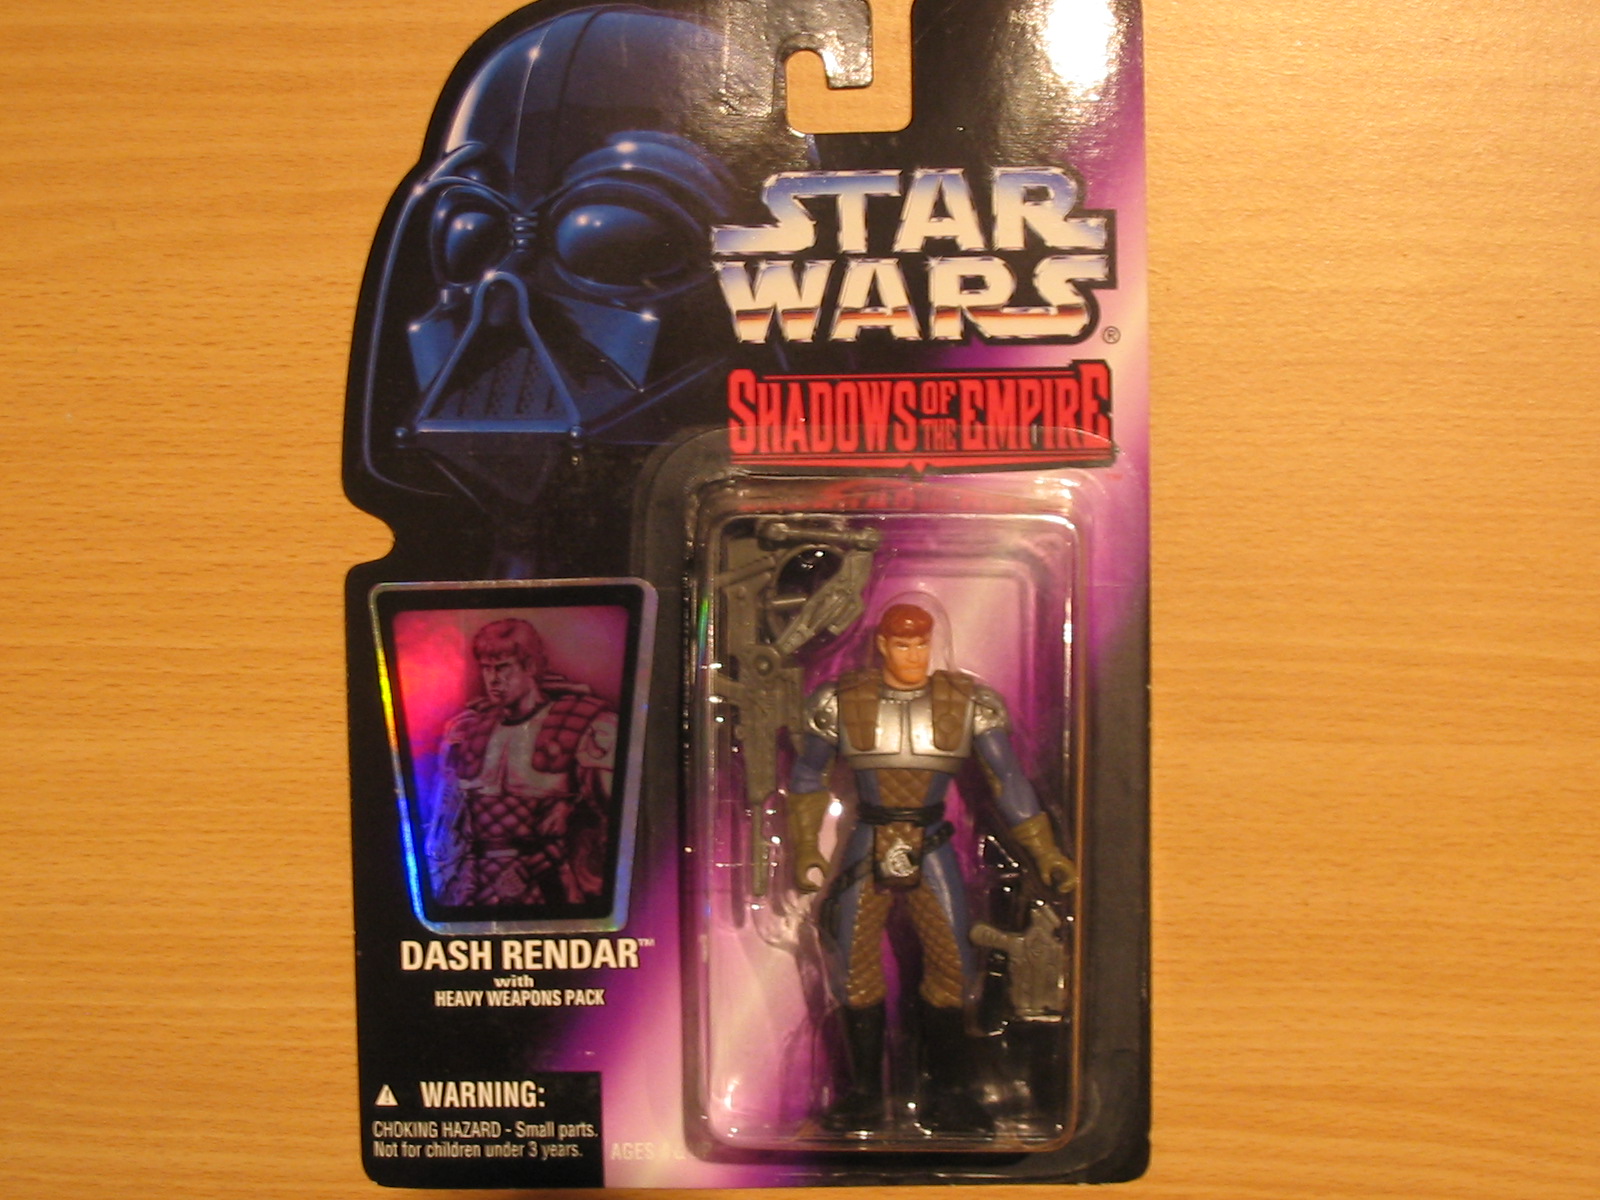 STAR
WARS®
SHADOWS OF THE EMPIRE
DASH RENDAR™
with
HEAVY WEAPONS PACK
⚠ WARNING:
CHOKING HAZARD - Small parts.
Not for children under 3 years.
AGES